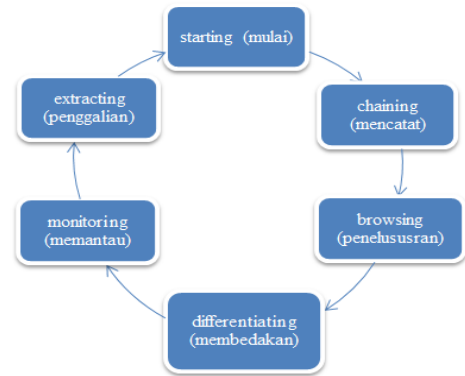 starting (mulai)
chaining
(mencatat)
browsing
(penelususran)
differentiating
(membedakan)
monitoring
(memantau)
extracting
(penggalian)